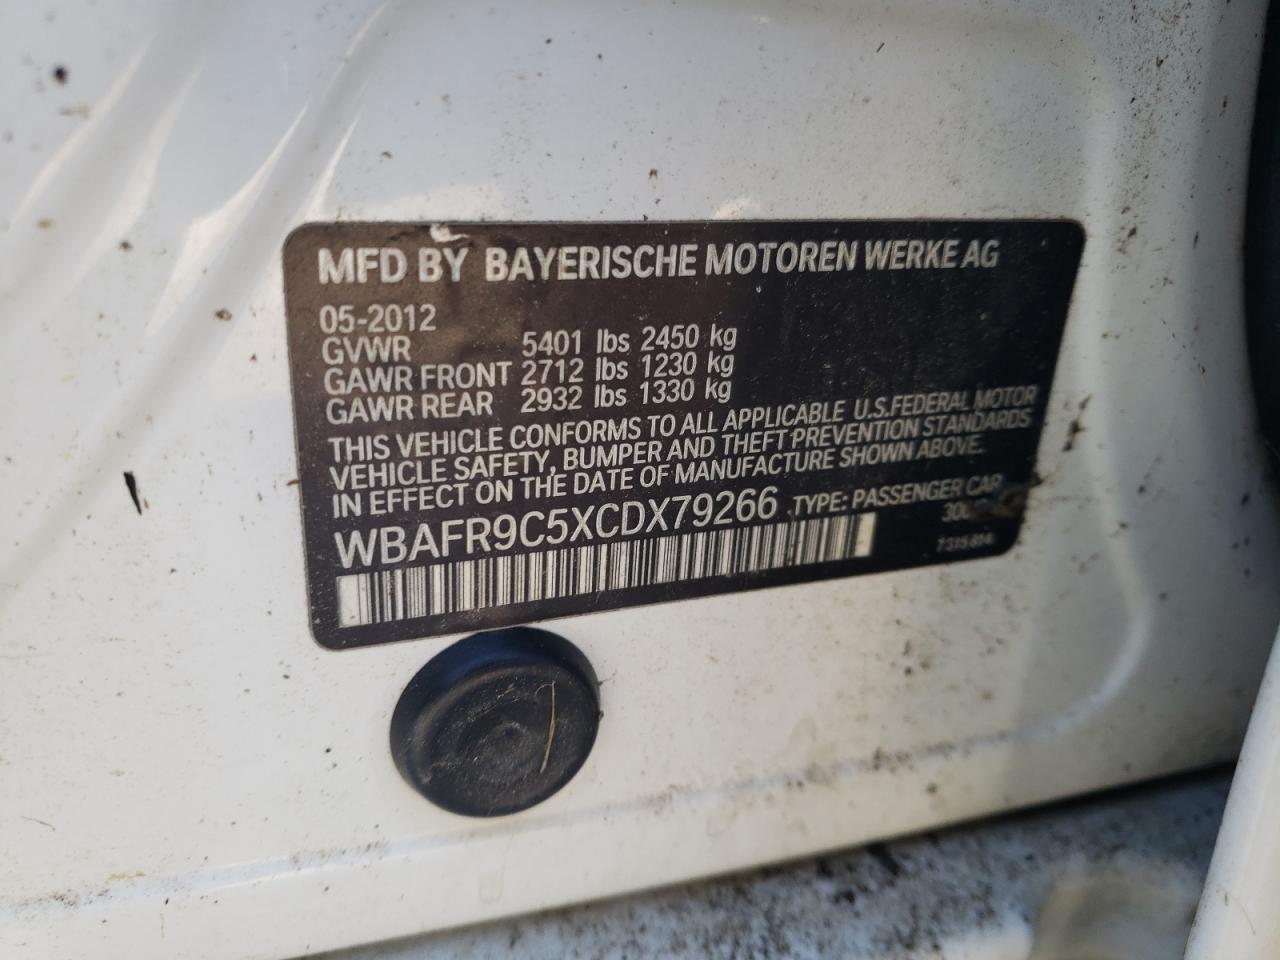 MFD BY BAYERISCHE MOTOREN WERKE AG
05-2012
GVWR 5401 lbs 2450 kg
GAWR FRONT 2712 lbs 1230 kg
GAWR REAR 2932 lbs 1330 kg
THIS VEHICLE CONFORMS TO ALL APPLICABLE U.S.FEDERAL MOTOR
VEHICLE SAFETY, BUMPER AND THEFT PREVENTION STANDARDS
IN EFFECT ON THE DATE OF MANUFACTURE SHOWN ABOVE.
WBAFR9C5XCDX79266 TYPE: PASSENGER CAR